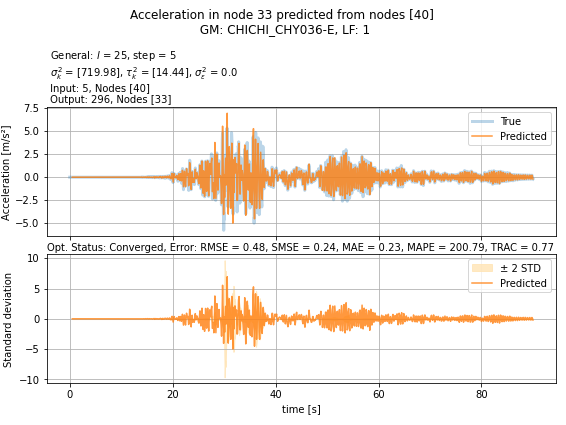 Acceleration in node 33 predicted from nodes [40]
GM: CHICHI_CHY036-E, LF: 1
General: l = 25, step = 5
σ²ₖ = [719.98], τ²ₖ = [14.44], σ²ε = 0.0
Input: 5, Nodes [40]
Output: 296, Nodes [33]
7.5
5.0
2.5
0.0
−2.5
−5.0
Acceleration [m/s²]
True
Predicted
Opt. Status: Converged, Error: RMSE = 0.48, SMSE = 0.24, MAE = 0.23, MAPE = 200.79, TRAC = 0.77
10
5
0
−5
−10
Standard deviation
± 2 STD
Predicted
0
20
40
60
80
time [s]